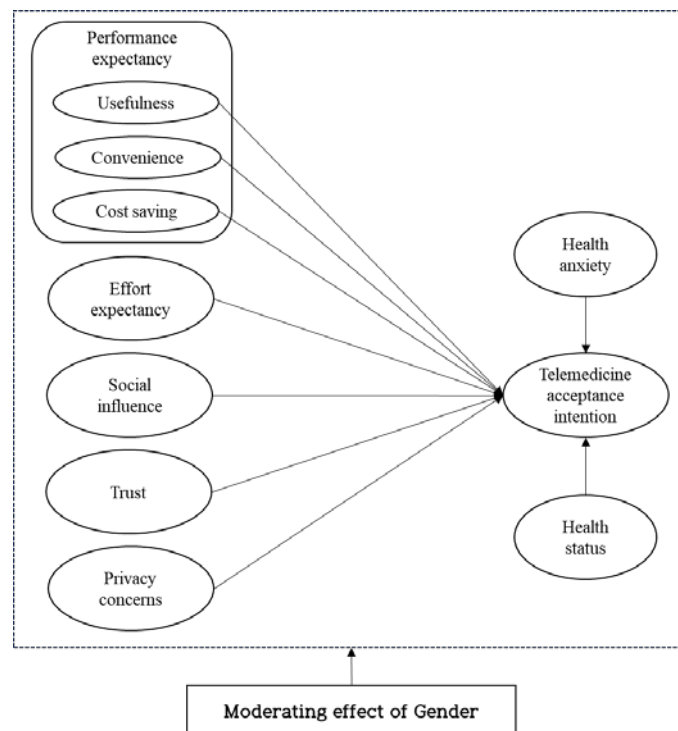 Performance
expectancy
Usefulness
Convenience
Cost saving
Effort
expectancy
Social
influence
Trust
Privacy
concerns
Health
anxiety
Telemedicine
acceptance
intention
Health
status
Moderating effect of Gender